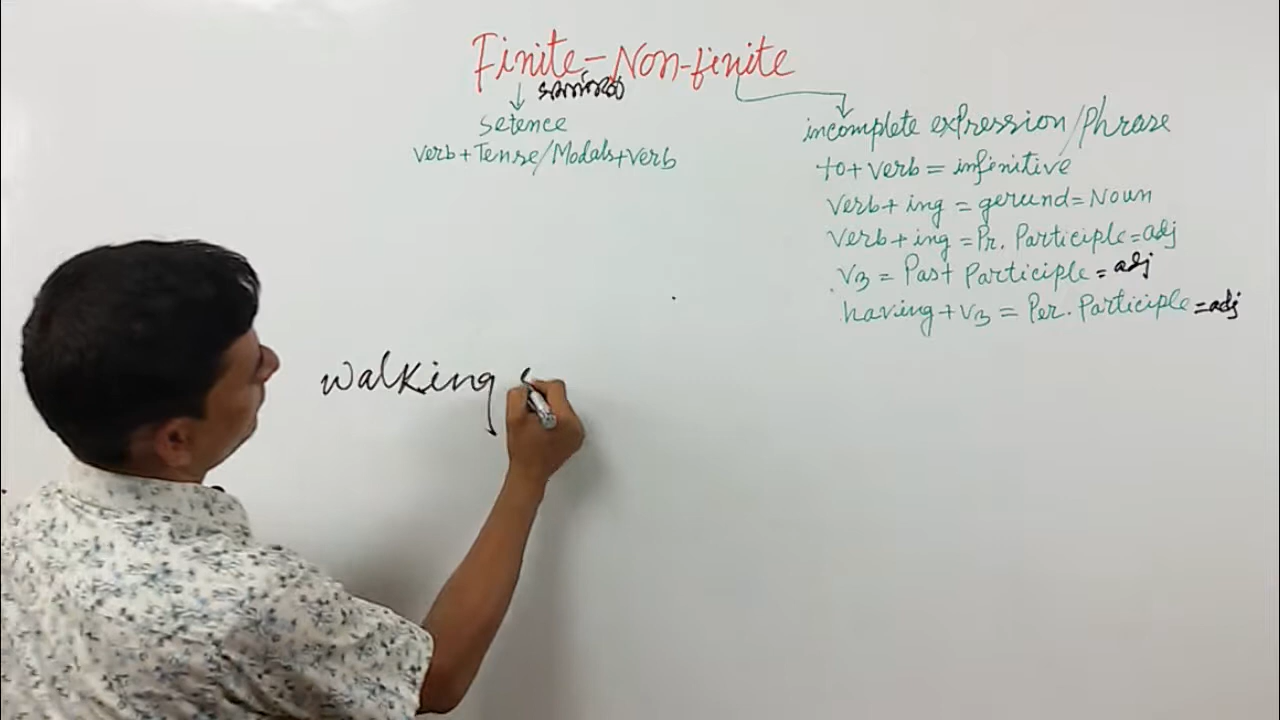 Finite-Non-finite
setence
verb+Tense/Modals+verb
incomplete expression/Phrase
to+verb= infinitive
verb+ing =gerund=Noun
verb+ing =Pr. Participle=adj
v3 = Past Participle=adj
having+v3 = Per. Participle=adj
walking